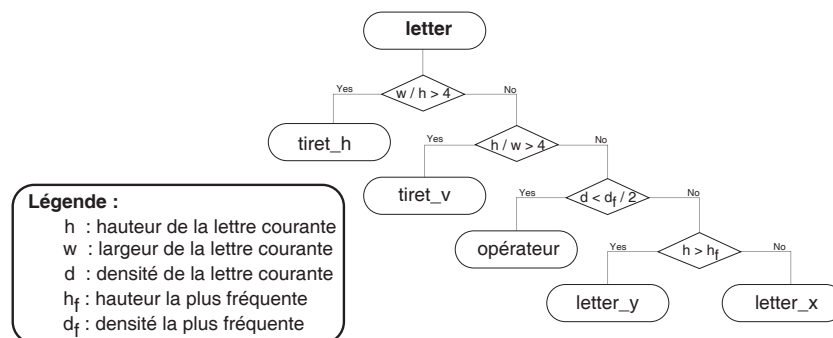 letter
Yes
w / h > 4
No
tiret_h
Yes
h / w > 4
No
tiret_v
Yes
d < df / 2
No
opérateur
Yes
h > hf
No
letter_y
letter_x
Légende :
h : hauteur de la lettre courante
w : largeur de la lettre courante
d : densité de la lettre courante
hf : hauteur la plus fréquente
df : densité la plus fréquente